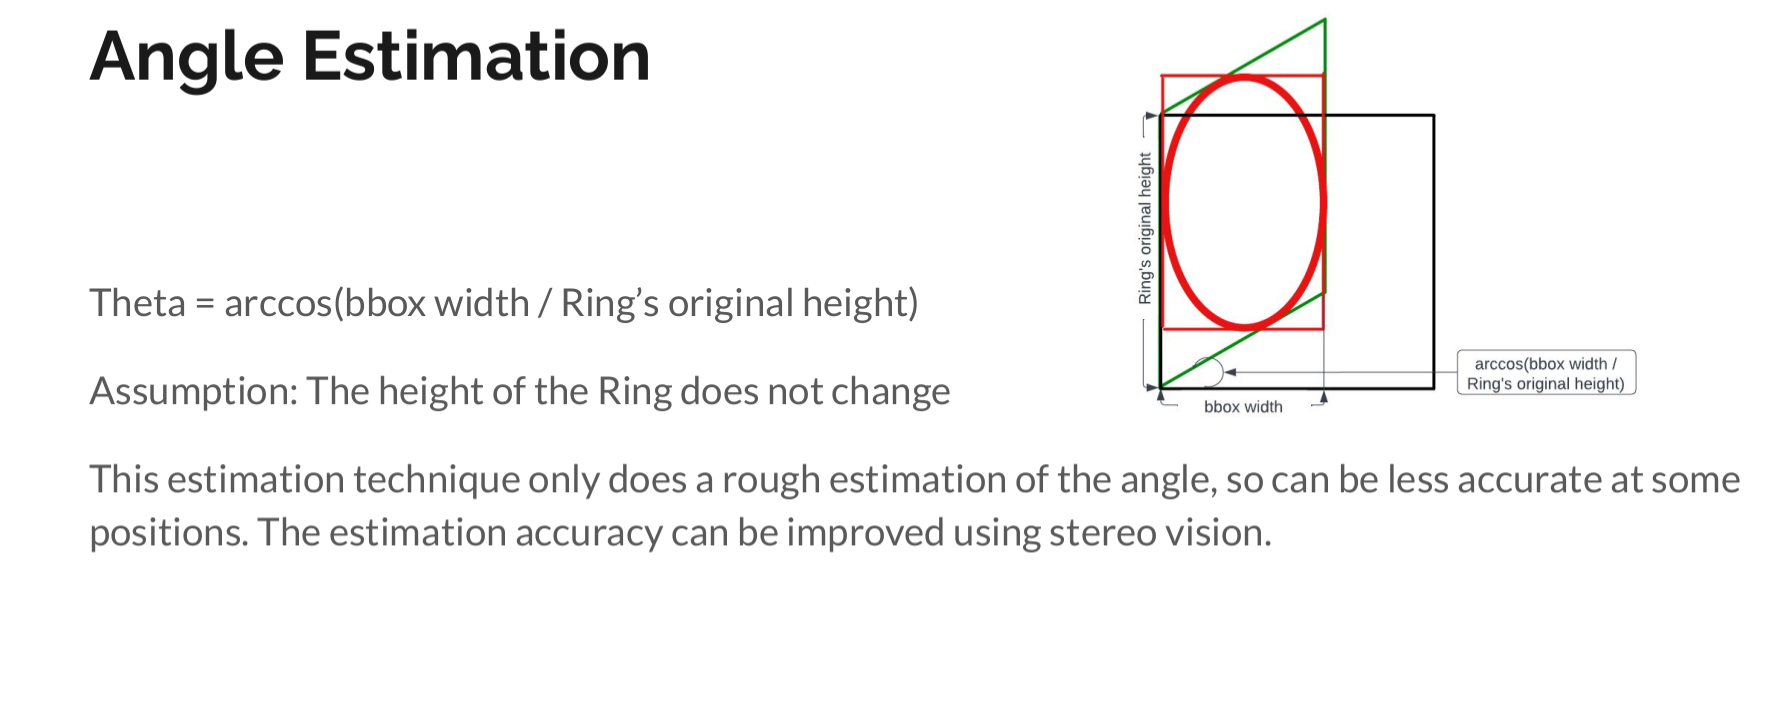 Angle Estimation
Theta = arccos(bbox width / Ring’s original height)
Assumption: The height of the Ring does not change
This estimation technique only does a rough estimation of the angle, so can be less accurate at some
positions. The estimation accuracy can be improved using stereo vision.
Ring's original height
arccos(bbox width /
Ring's original height)
bbox width